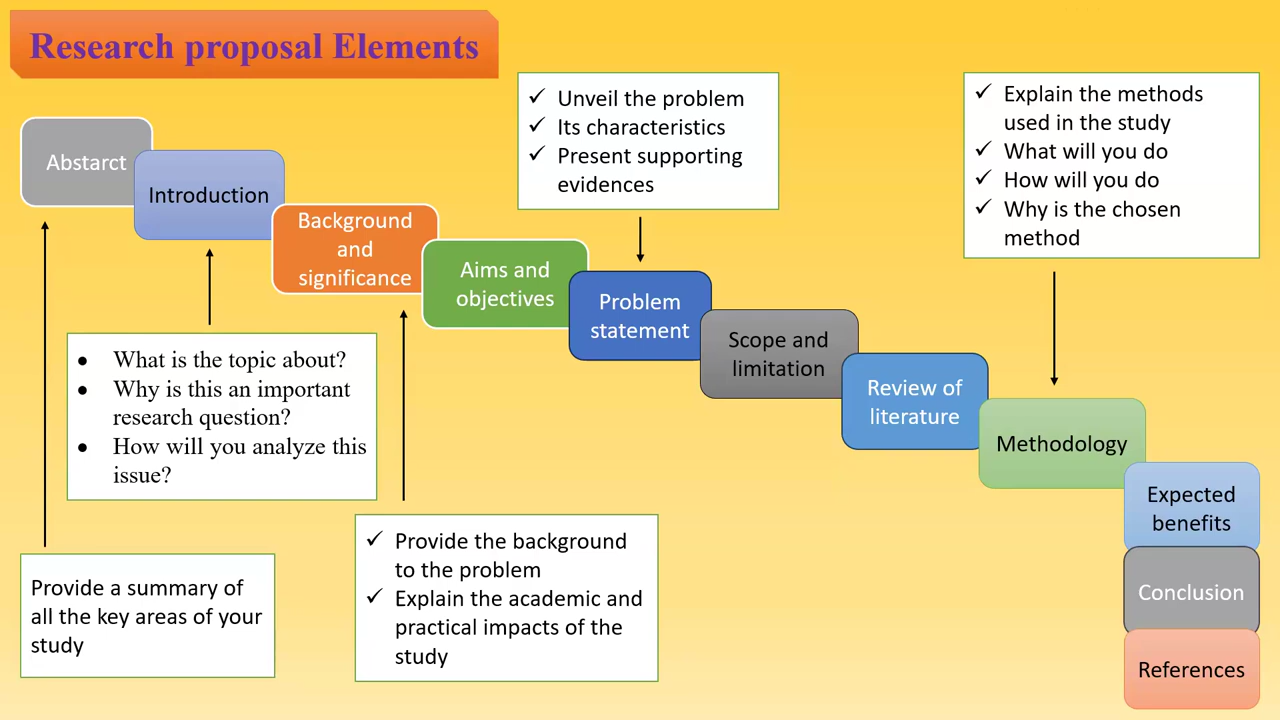 Research proposal Elements
Abstarct
Introduction
Background
and
significance
Aims and
objectives
Problem
statement
Scope and
limitation
Review of
literature
Methodology
Expected
benefits
Conclusion
References
✓ Unveil the problem
✓ Its characteristics
✓ Present supporting
evidences
✓ Explain the methods
used in the study
✓ What will you do
✓ How will you do
✓ Why is the chosen
method
• What is the topic about?
• Why is this an important
research question?
• How will you analyze this
issue?
Provide a summary of
all the key areas of your
study
✓ Provide the background
to the problem
✓ Explain the academic and
practical impacts of the
study